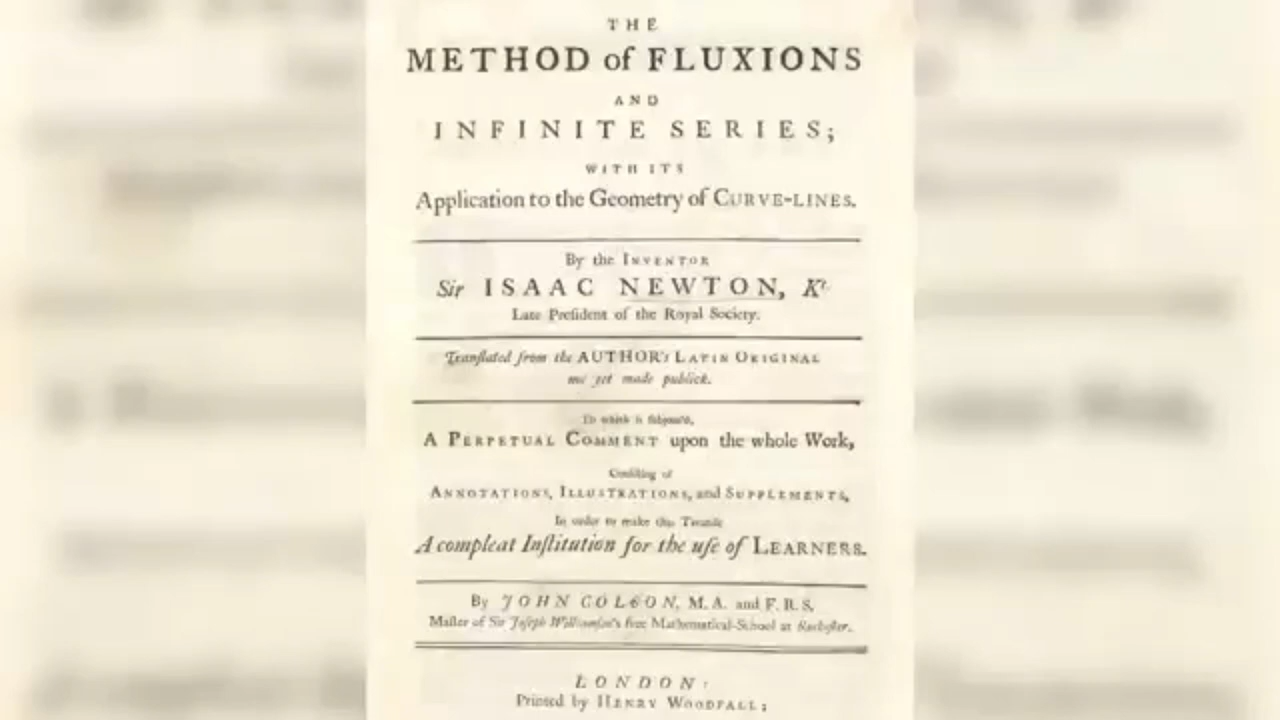 THE
METHOD of FLUXIONS
AND
INFINITE SERIES;
WITH ITS
Application to the Geometry of CURVE-LINES.
By the INVENTOR
Sir ISAAC NEWTON, Kt.
Late Preſident of the Royal Society.
Tranſlated from the AUTHOR's LATIN ORIGINAL
not yet made publick.
To which is ſubjoin'd,
A PERPETUAL COMMENT upon the whole Work,
Conſiſting of
ANNOTATIONS, ILLUSTRATIONS, and SUPPLEMENTS,
In order to make this Treatiſe
A compleat Inſtitution for the uſe of LEARNERS.
By JOHN COLSON, M. A. and F. R. S.
Maſter of Sir Joſeph Williamſon's free Mathematical-School at Rocheſter.
LONDON:
Printed by HENRY WOODFALL;